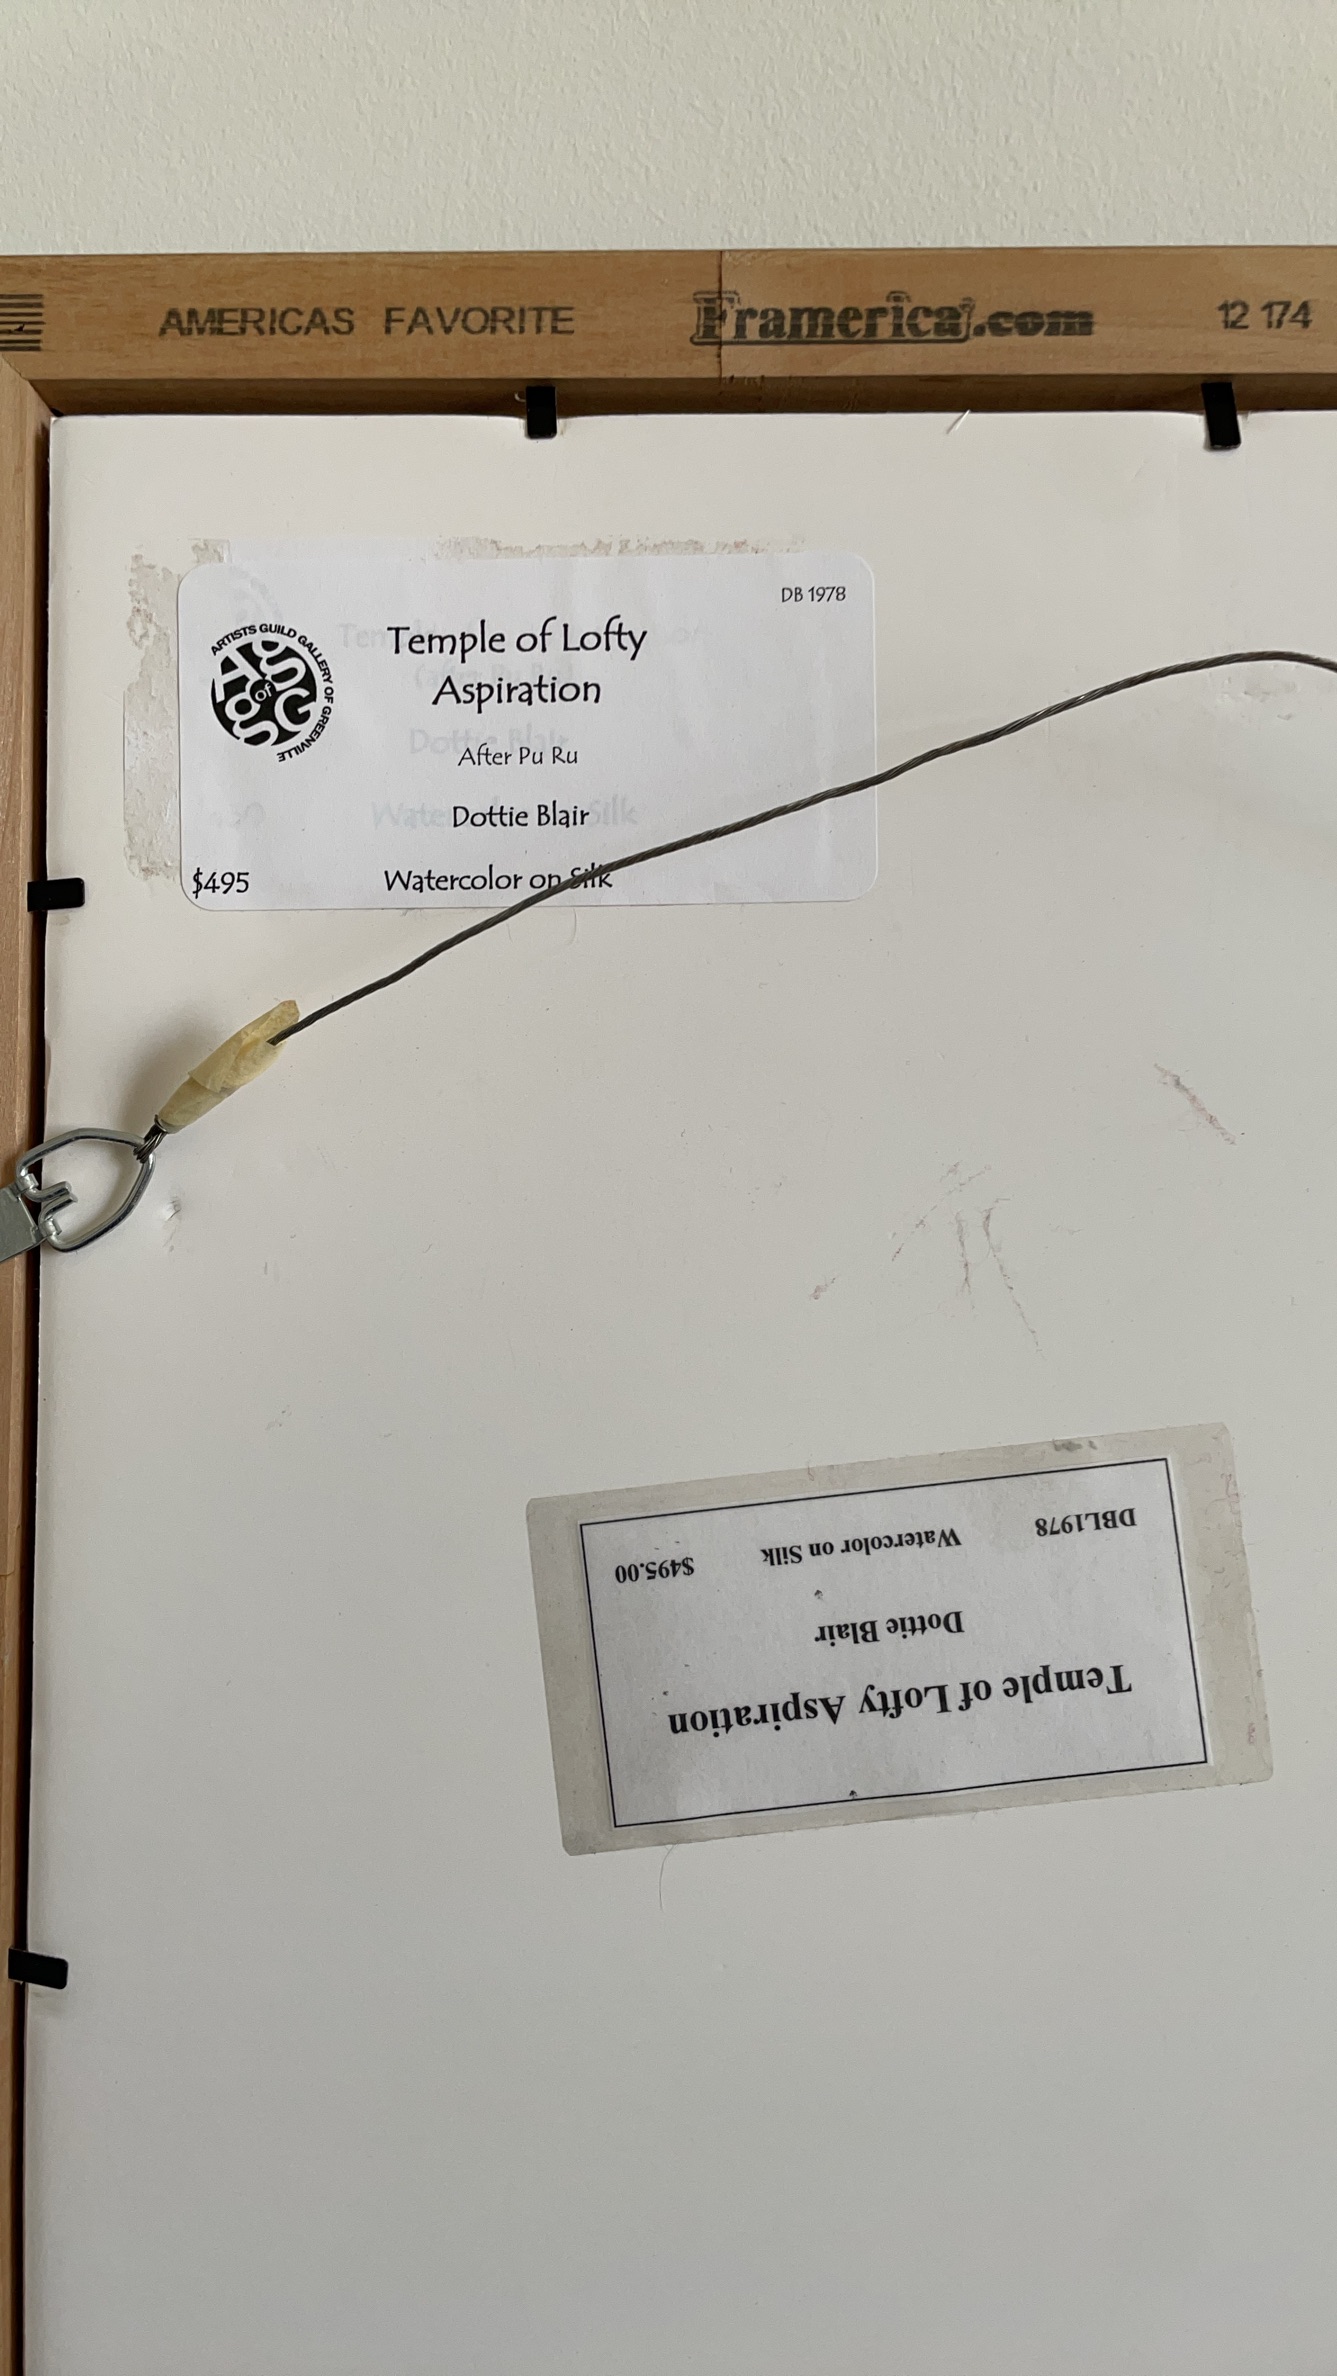 AMERICAS FAVORITE Framerica.com 12 174
DB 1978
ARTISTS GUILD GALLERY OF GREENVILLE
AGgof G
Temple of Lofty
Aspiration
After Pu Ru
Dottie Blair
$495 Watercolor on Silk
Temple of Lofty Aspiration
Dottie Blair
DBL1978 Watercolor on Silk $495.00